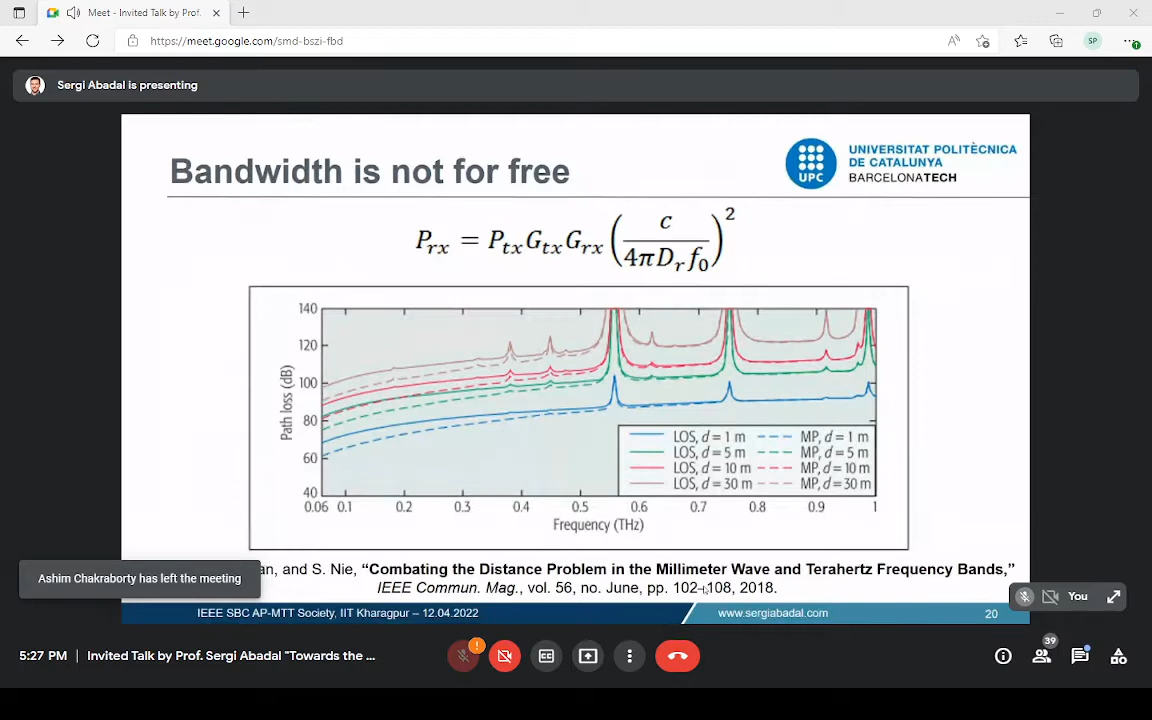 Meet - Invited Talk by Prof.
https://meet.google.com/smd-bszi-fbd
SP
Sergi Abadal is presenting
Bandwidth is not for free
UPC
UNIVERSITAT POLITÈCNICA
DE CATALUNYA
BARCELONATECH
P_rx = P_tx G_tx G_rx (c / 4πD_r f_0)^2
Path loss (dB)
140
120
100
80
60
40
LOS, d = 1 m MP, d = 1 m
LOS, d = 5 m MP, d = 5 m
LOS, d = 10 m MP, d = 10 m
LOS, d = 30 m MP, d = 30 m
0.06 0.1 0.2 0.3 0.4 0.5 0.6 0.7 0.8 0.9 1
Frequency (THz)
an, and S. Nie, “Combating the Distance Problem in the Millimeter Wave and Terahertz Frequency Bands,”
IEEE Commun. Mag., vol. 56, no. June, pp. 102–108, 2018.
Ashim Chakraborty has left the meeting
You
IEEE SBC AP-MTT Society, IIT Kharagpur – 12.04.2022 www.sergiabadal.com 20
39
5:27 PM | Invited Talk by Prof. Sergi Abadal "Towards the ...